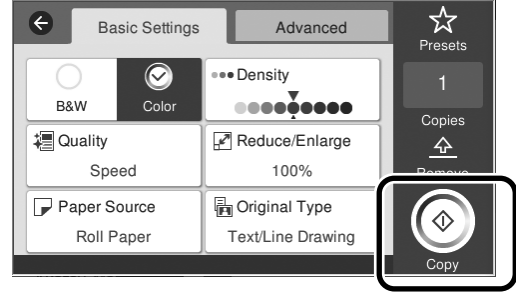 Basic Settings
Advanced
Presets
B&W
Color
Density
1
Copies
Quality
Speed
Reduce/Enlarge
100%
Remove
Paper Source
Roll Paper
Original Type
Text/Line Drawing
Copy